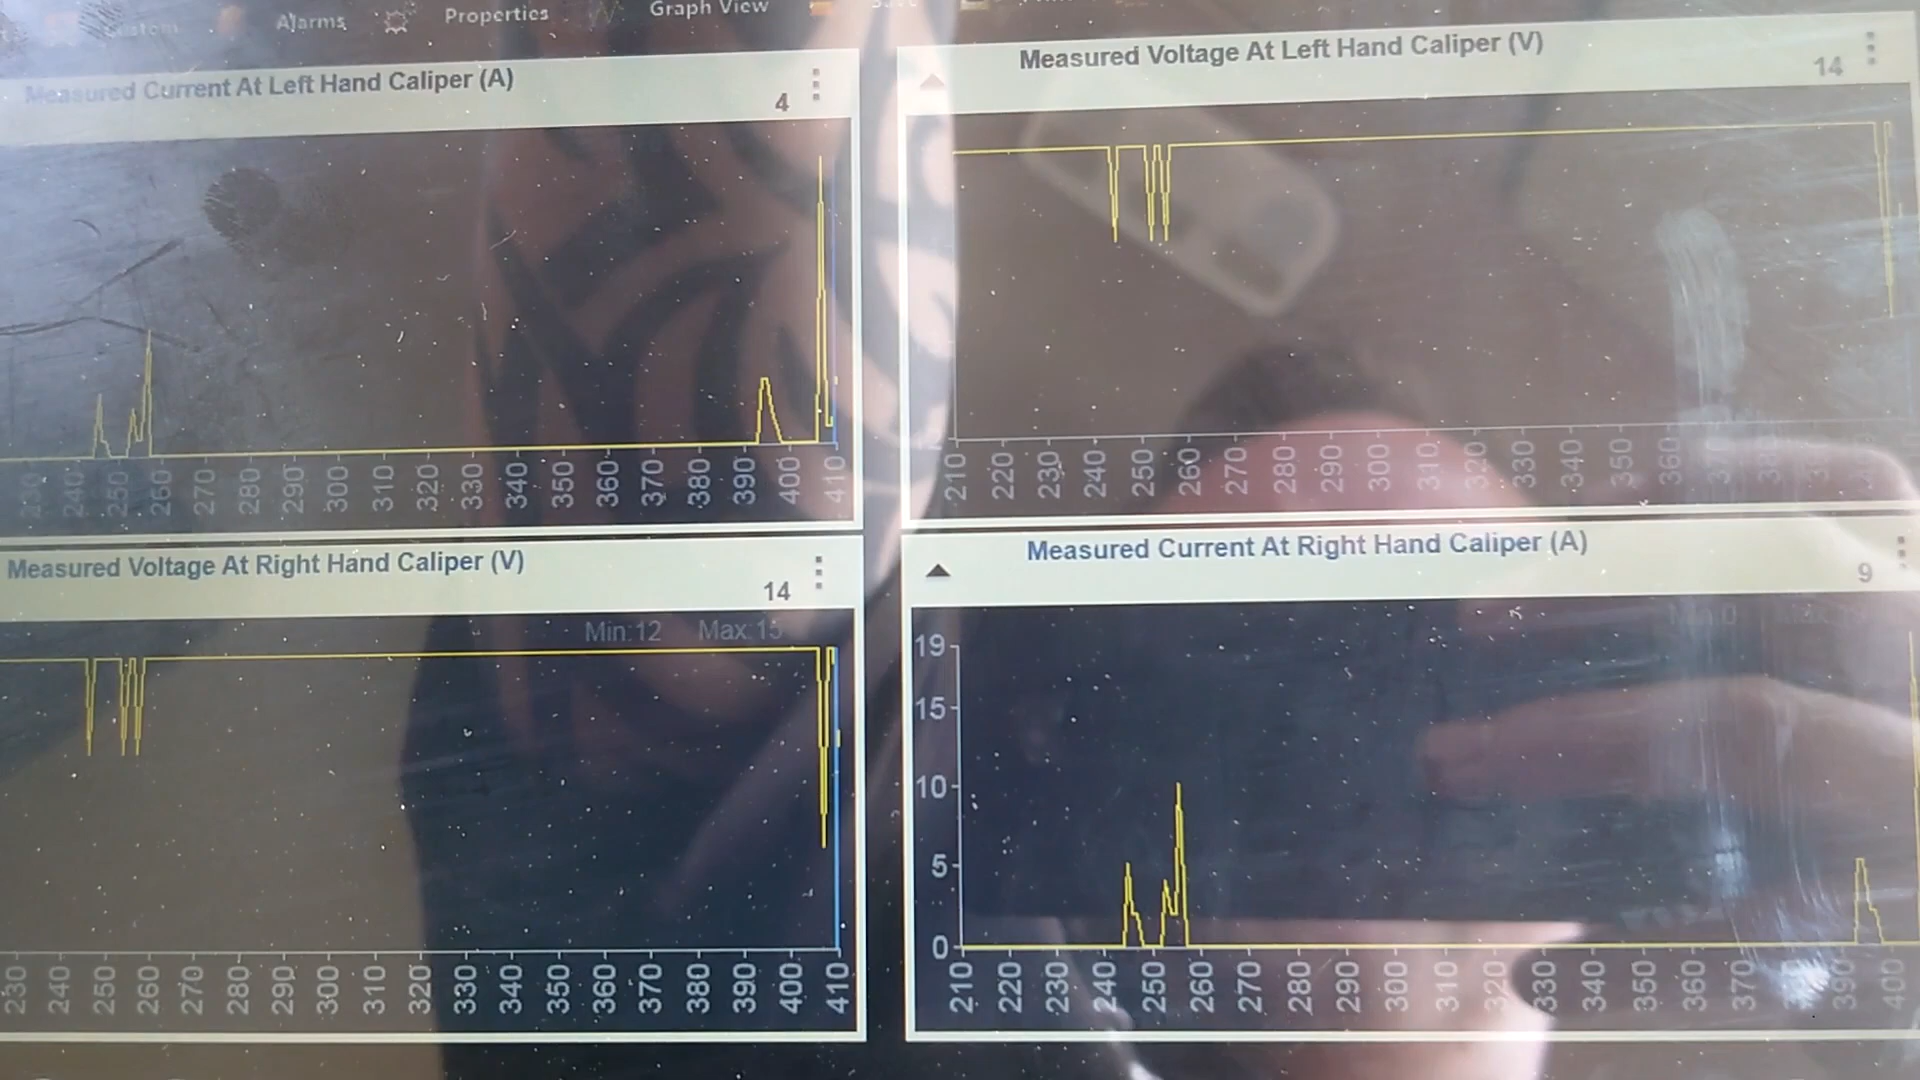 Alarms Properties Graph View
Measured Current At Left Hand Caliper (A)
4
240 250 260 270 280 290 300 310 320 330 340 350 360 370 380 390 400 410
Measured Voltage At Left Hand Caliper (V)
14
210 220 230 240 250 260 270 280 290 300 310 320 330 340 350 360
Measured Voltage At Right Hand Caliper (V)
14
Min:12 Max:15
230 240 250 260 270 280 290 300 310 320 330 340 350 360 370 380 390 400 410
Measured Current At Right Hand Caliper (A)
9
19
15
10
5
0
210 220 230 240 250 260 270 280 290 300 310 320 330 340 350 360 370 390 400